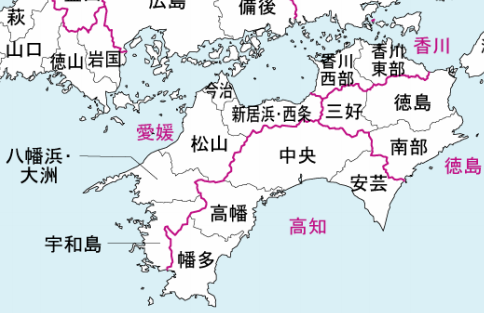 萩
広島
備後
山口
徳山
岩国
香川
香川
西部
香川
東部
今治
新居浜・西条
三好
徳島
愛媛
松山
南部
中央
八幡浜・
大洲
安芸
徳島
高幡
高知
宇和島
幡多